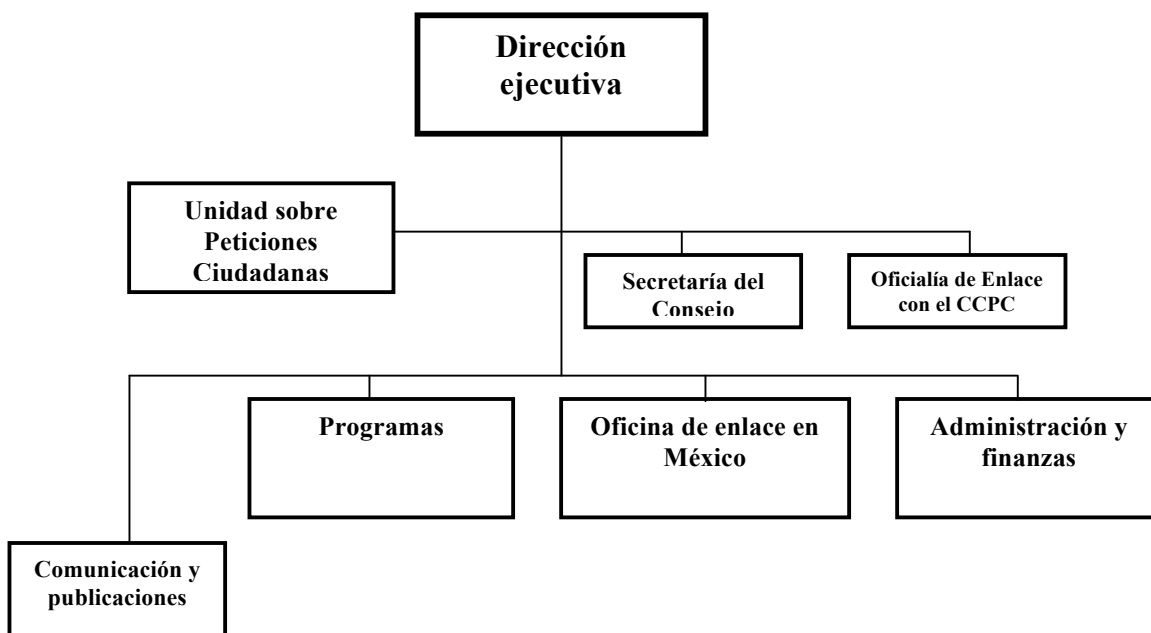 Dirección
ejecutiva
Unidad sobre
Peticiones
Ciudadanas
Secretaría del
Consejo
Oficialía de Enlace
con el CCPC
Programas
Oficina de enlace en
México
Administración y
finanzas
Comunicación y
publicaciones